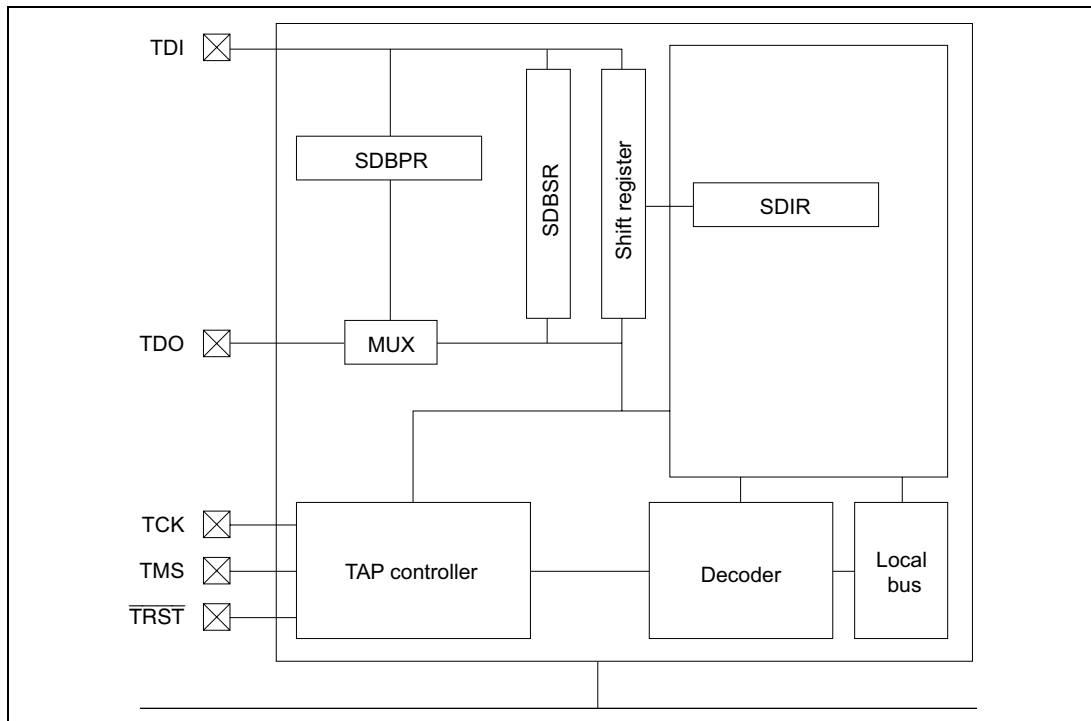 TDI
SDBPR
SDBSR
Shift register
SDIR
TDO
MUX
TCK
TMS
TRST
TAP controller
Decoder
Local
bus